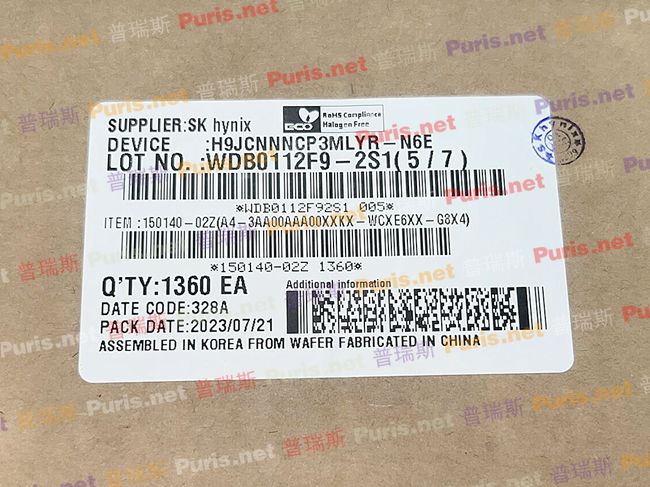 SUPPLIER:SK hynix
ECO
RoHS Compliance
Halogen Free
DEVICE :H9JCNNNCP3MLYR-N6E
LOT NO.:WDB0112F9-2S1(5/7)
*WDB0112F92S1 005*
ITEM :150140-02Z(A4-3AA00AAA00XXXX-WCXE6XX-G8X4)
*150140-02Z 1360*
Q'TY:1360 EA
Additional information
DATE CODE:328A
PACK DATE:2023/07/21
ASSEMBLED IN KOREA FROM WAFER FABRICATED IN CHINA
普瑞斯 Puris.net